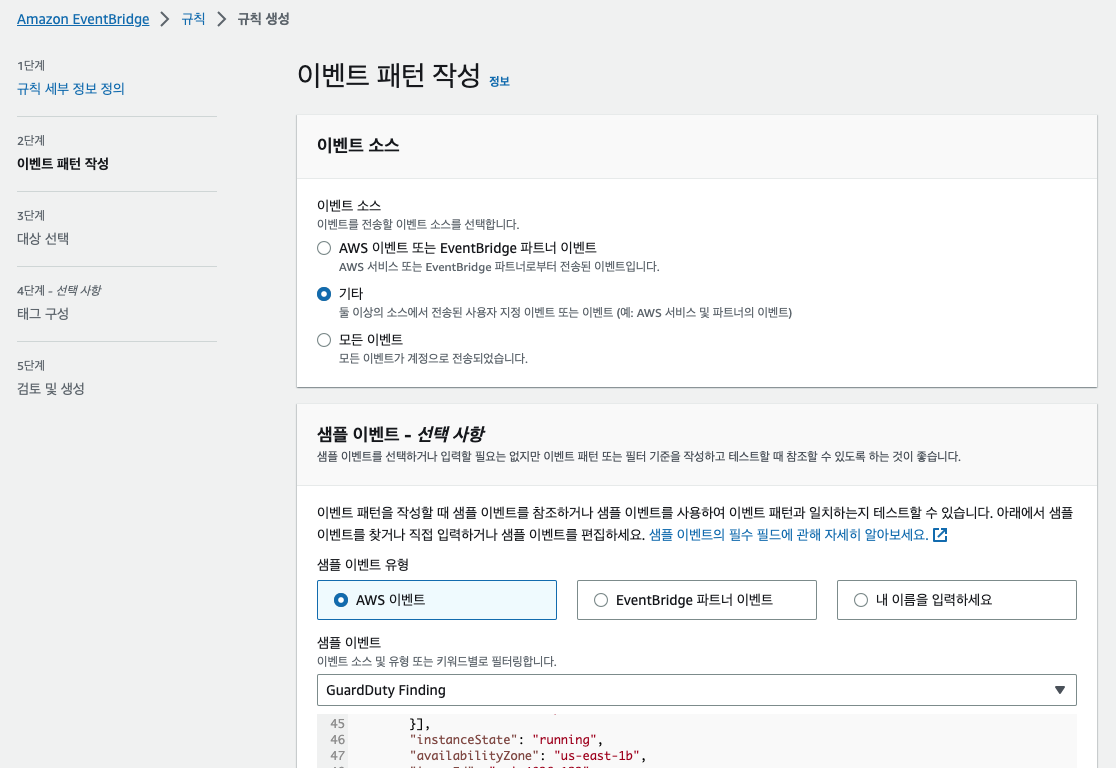 Amazon EventBridge > 규칙 > 규칙 생성
1단계
규칙 세부 정보 정의
2단계
이벤트 패턴 작성
3단계
대상 선택
4단계 - 선택 사항
태그 구성
5단계
검토 및 생성
이벤트 패턴 작성 정보
이벤트 소스
이벤트 소스
이벤트를 전송할 이벤트 소스를 선택합니다.
AWS 이벤트 또는 EventBridge 파트너 이벤트
AWS 서비스 또는 EventBridge 파트너로부터 전송된 이벤트입니다.
기타
둘 이상의 소스에서 전송된 사용자 지정 이벤트 또는 이벤트 (예: AWS 서비스 및 파트너의 이벤트)
모든 이벤트
모든 이벤트가 계정으로 전송되었습니다.
샘플 이벤트 - 선택 사항
샘플 이벤트를 선택하거나 입력할 필요는 없지만 이벤트 패턴 또는 필터 기준을 작성하고 테스트할 때 참조할 수 있도록 하는 것이 좋습니다.
이벤트 패턴을 작성할 때 샘플 이벤트를 참조하거나 샘플 이벤트를 사용하여 이벤트 패턴과 일치하는지 테스트할 수 있습니다. 아래에서 샘플
이벤트를 찾거나 직접 입력하거나 샘플 이벤트를 편집하세요. 샘플 이벤트의 필수 필드에 관해 자세히 알아보세요.
샘플 이벤트 유형
AWS 이벤트
EventBridge 파트너 이벤트
내 이름을 입력하세요
샘플 이벤트
이벤트 소스 및 유형 또는 키워드별로 필터링합니다.
GuardDuty Finding
45 }],
46 "instanceState": "running",
47 "availabilityZone": "us-east-1b",